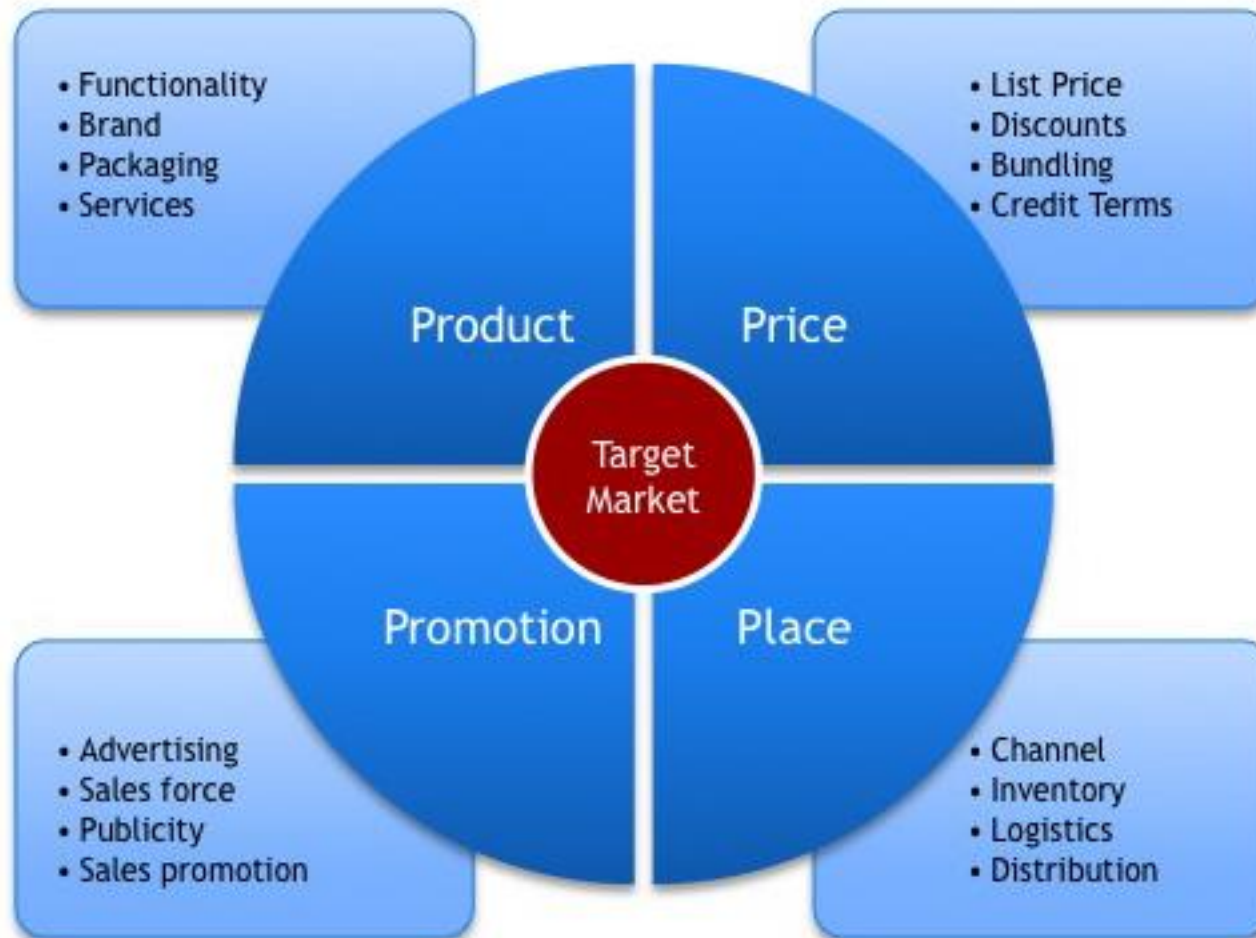 • Functionality
• Brand
• Packaging
• Services
• List Price
• Discounts
• Bundling
• Credit Terms
Product
Price
Target
Market
Promotion
Place
• Advertising
• Sales force
• Publicity
• Sales promotion
• Channel
• Inventory
• Logistics
• Distribution